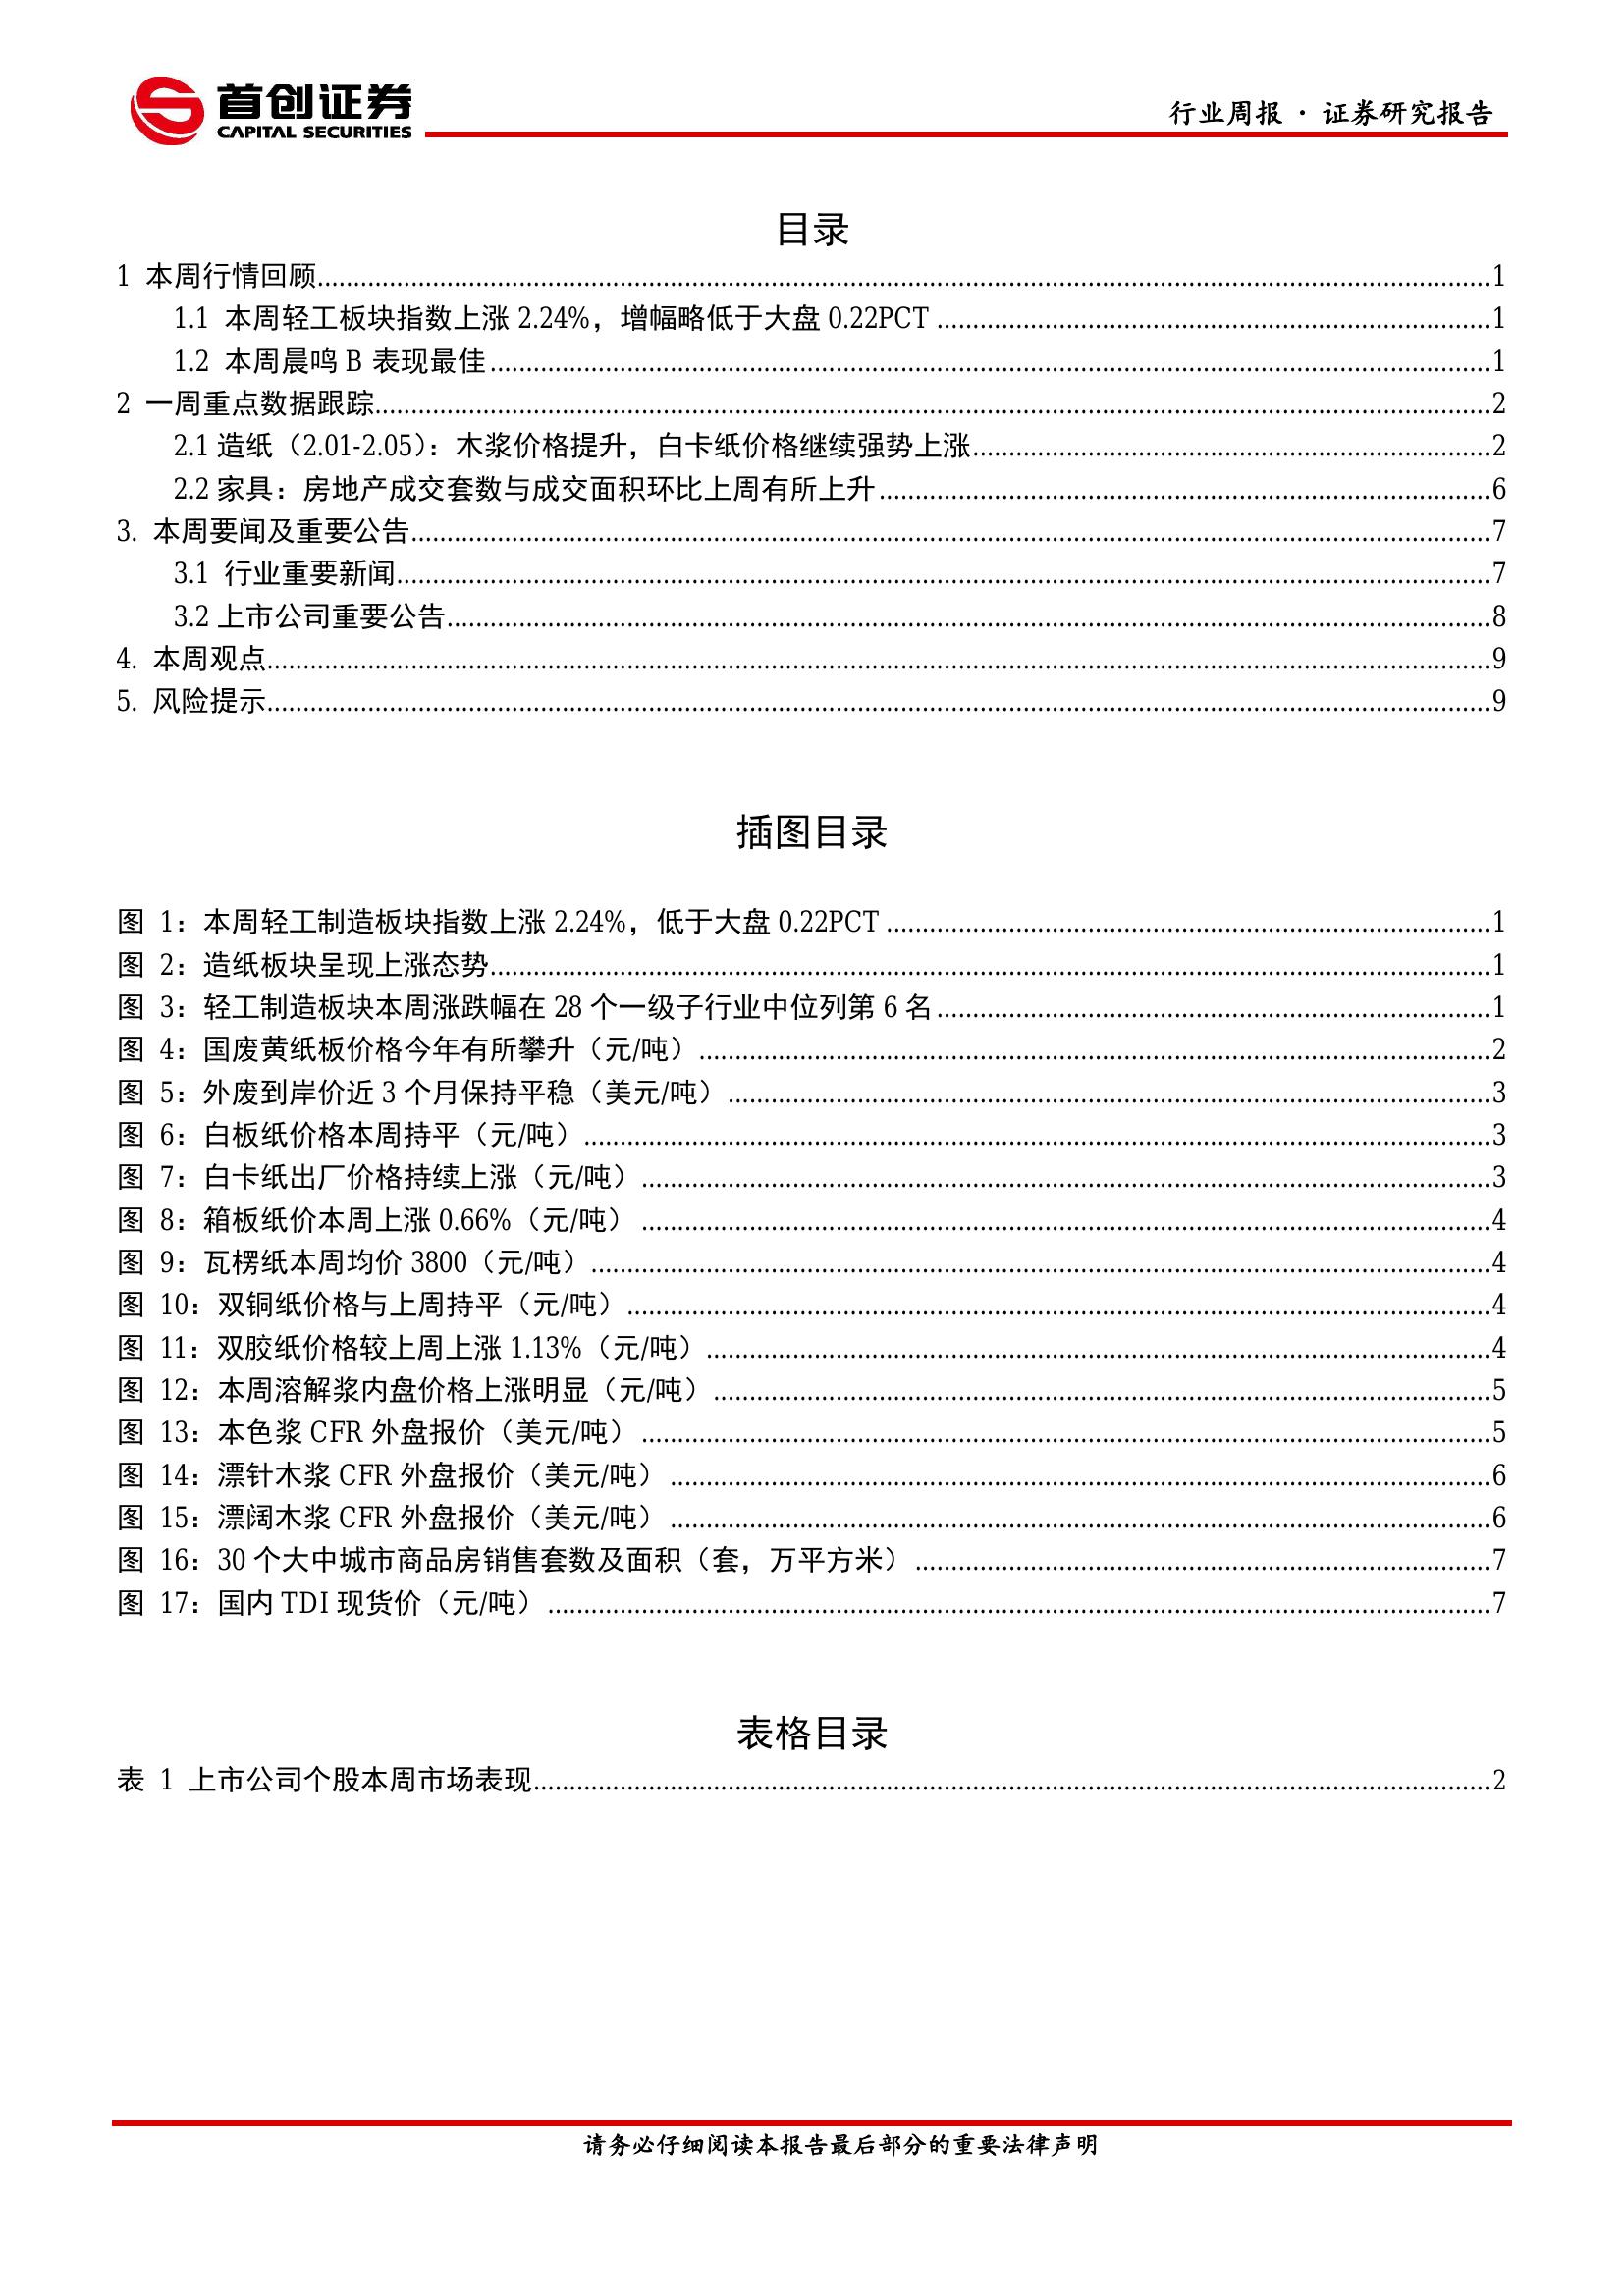 首创证券
CAPITAL SECURITIES
行业周报 · 证券研究报告
目录
1 本周行情回顾 1
1.1 本周轻工板块指数上涨 2.24%，增幅略低于大盘 0.22PCT 1
1.2 本周晨鸣 B 表现最佳 1
2 一周重点数据跟踪 2
2.1 造纸（2.01-2.05）：木浆价格提升，白卡纸价格继续强势上涨 2
2.2 家具：房地产成交套数与成交面积环比上周有所上升 6
3. 本周要闻及重要公告 7
3.1 行业重要新闻 7
3.2 上市公司重要公告 8
4. 本周观点 9
5. 风险提示 9
插图目录
图 1：本周轻工制造板块指数上涨 2.24%，低于大盘 0.22PCT 1
图 2：造纸板块呈现上涨态势 1
图 3：轻工制造板块本周涨跌幅在 28 个一级子行业中位列第 6 名 1
图 4：国废黄纸板价格今年有所攀升（元/吨） 2
图 5：外废到岸价近 3 个月保持平稳（美元/吨） 3
图 6：白板纸价格本周持平（元/吨） 3
图 7：白卡纸出厂价格持续上涨（元/吨） 3
图 8：箱板纸价本周上涨 0.66%（元/吨） 4
图 9：瓦楞纸本周均价 3800（元/吨） 4
图 10：双铜纸价格与上周持平（元/吨） 4
图 11：双胶纸价格较上周上涨 1.13%（元/吨） 4
图 12：本周溶解浆内盘价格上涨明显（元/吨） 5
图 13：本色浆 CFR 外盘报价（美元/吨） 5
图 14：漂针木浆 CFR 外盘报价（美元/吨） 6
图 15：漂阔木浆 CFR 外盘报价（美元/吨） 6
图 16：30 个大中城市商品房销售套数及面积（套，万平方米） 7
图 17：国内 TDI 现货价（元/吨） 7
表格目录
表 1 上市公司个股本周市场表现 2
请务必仔细阅读本报告最后部分的重要法律声明